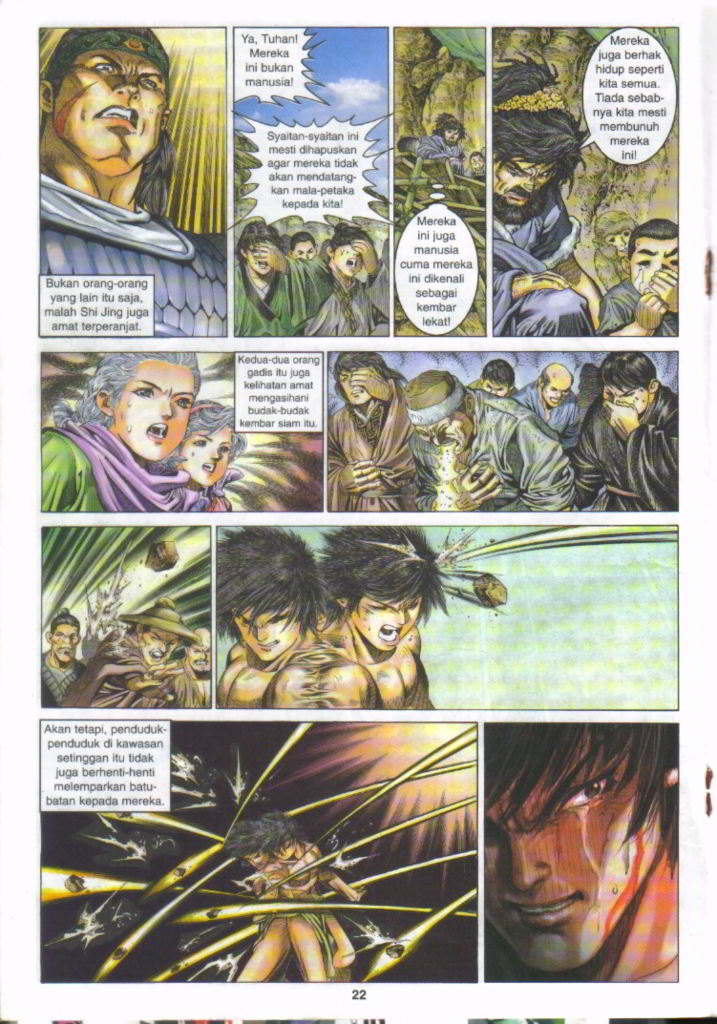 Bukan orang-orang
yang lain itu saja,
malah Shi Jing juga
amat terperanjat.
Ya, Tuhan!
Mereka
ini bukan
manusia!
Syaitan-syaitan ini
mesti dihapuskan
agar mereka tidak
akan mendatang-
kan mala-petaka
kepada kita!
Mereka
ini juga
manusia
cuma mereka
ini dikenali
sebagai
kembar
lekat!
Mereka
juga berhak
hidup seperti
kita semua.
Tiada sebab-
nya kita mesti
membunuh
mereka
ini!
Kedua-dua orang
gadis itu juga
kelihatan amat
mengasihani
budak-budak
kembar siam itu.
Akan tetapi, penduduk-
penduduk di kawasan
setinggan itu tidak
juga berhenti-henti
melemparkan batu-
batan kepada mereka.
22